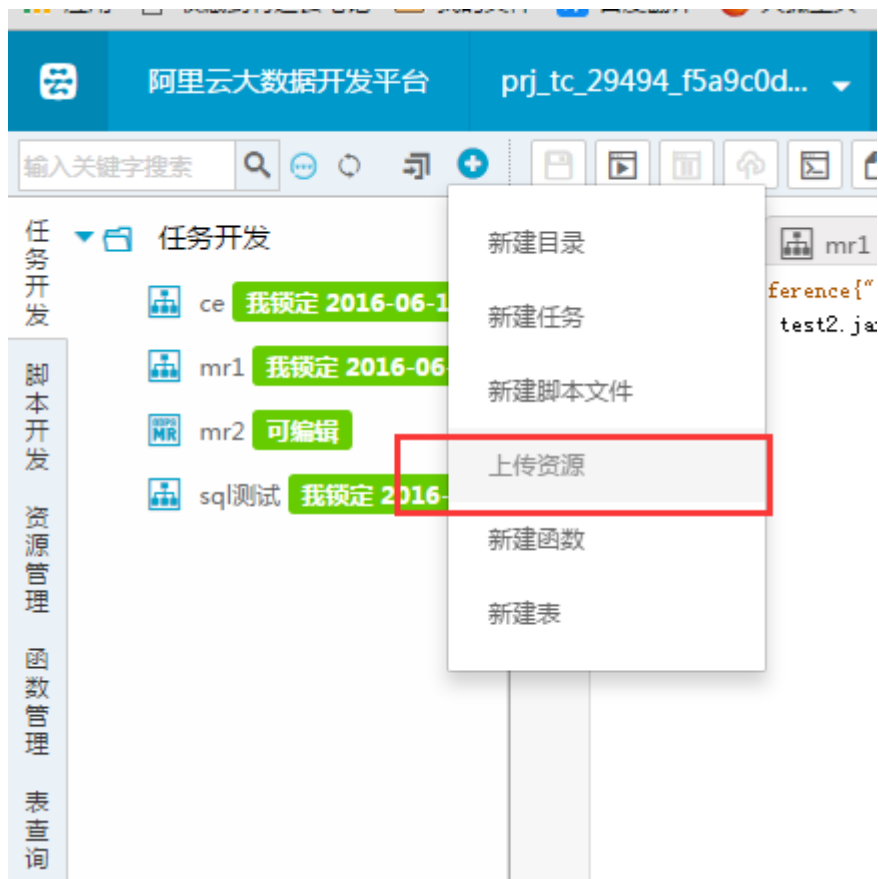 阿里云大数据开发平台
prj_tc_29494_f5a9c0d...
输入关键字搜索
任务开发
脚本开发
资源管理
函数管理
表查询
任务开发
ce 我锁定 2016-06-1
mr1 我锁定 2016-06-
mr2 可编辑
sql测试 我锁定 2016-
新建目录
新建任务
新建脚本文件
上传资源
新建函数
新建表
mr1
ference{"
test2.ja